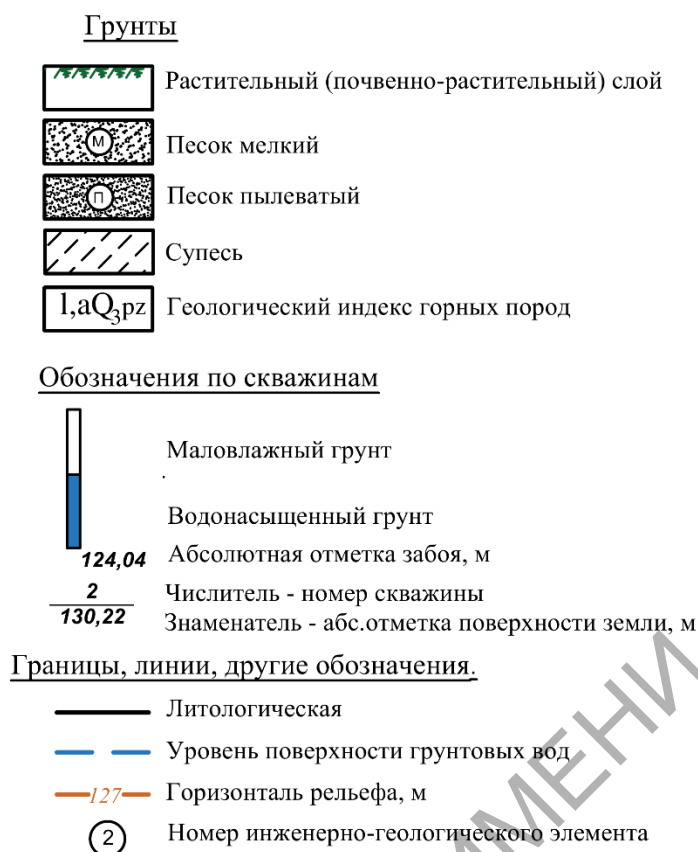 Грунты
Растительный (почвенно-растительный) слой
м Песок мелкий
п Песок пылеватый
Супесь
l,aQ3pz Геологический индекс горных пород
Обозначения по скважинам
Маловлажный грунт
Водонасыщенный грунт
124,04 Абсолютная отметка забоя, м
2 Числитель - номер скважины
130,22 Знаменатель - абс.отметка поверхности земли, м
Границы, линии, другие обозначения.
Литологическая
Уровень поверхности грунтовых вод
127 Горизонталь рельефа, м
2 Номер инженерно-геологического элемента
ИМЕНИ